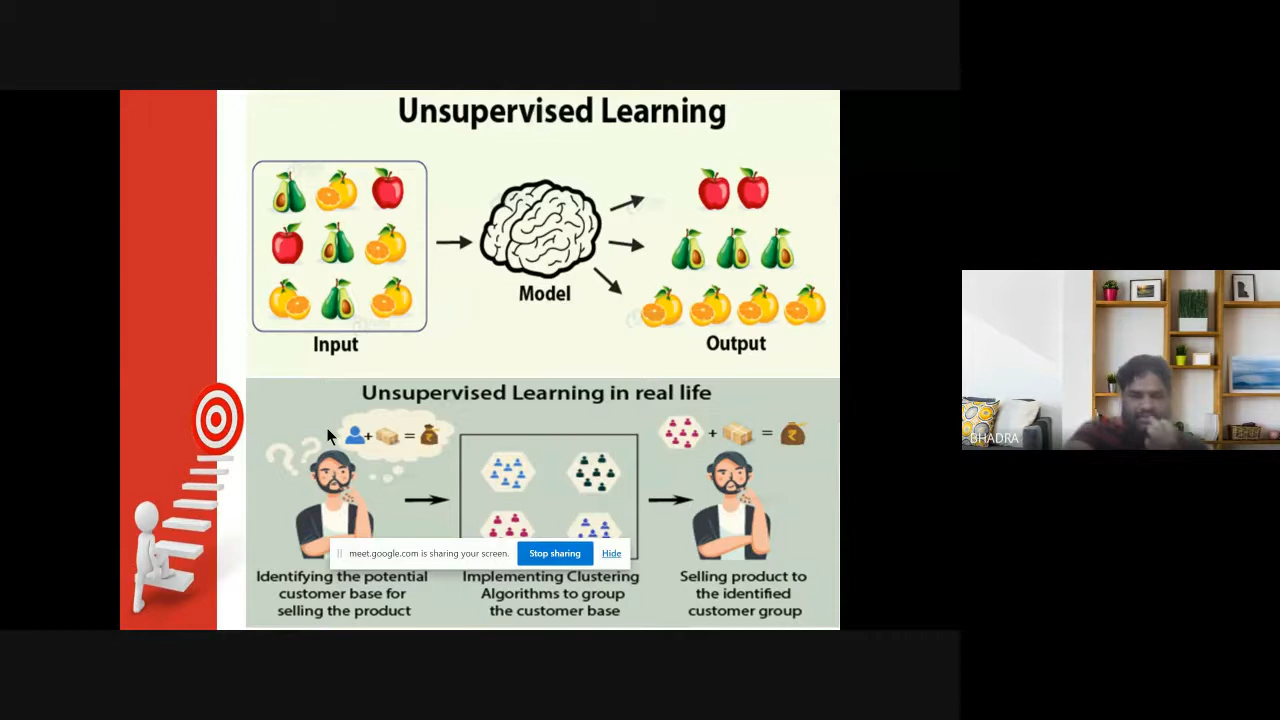 Unsupervised Learning
Model
Input
Output
Unsupervised Learning in real life
+ =
+ =
meet.google.com is sharing your screen. Stop sharing Hide
Identifying the potential
customer base for
selling the product
Implementing Clustering
Algorithms to group
the customer base
Selling product to
the identified
customer group
BHADRA